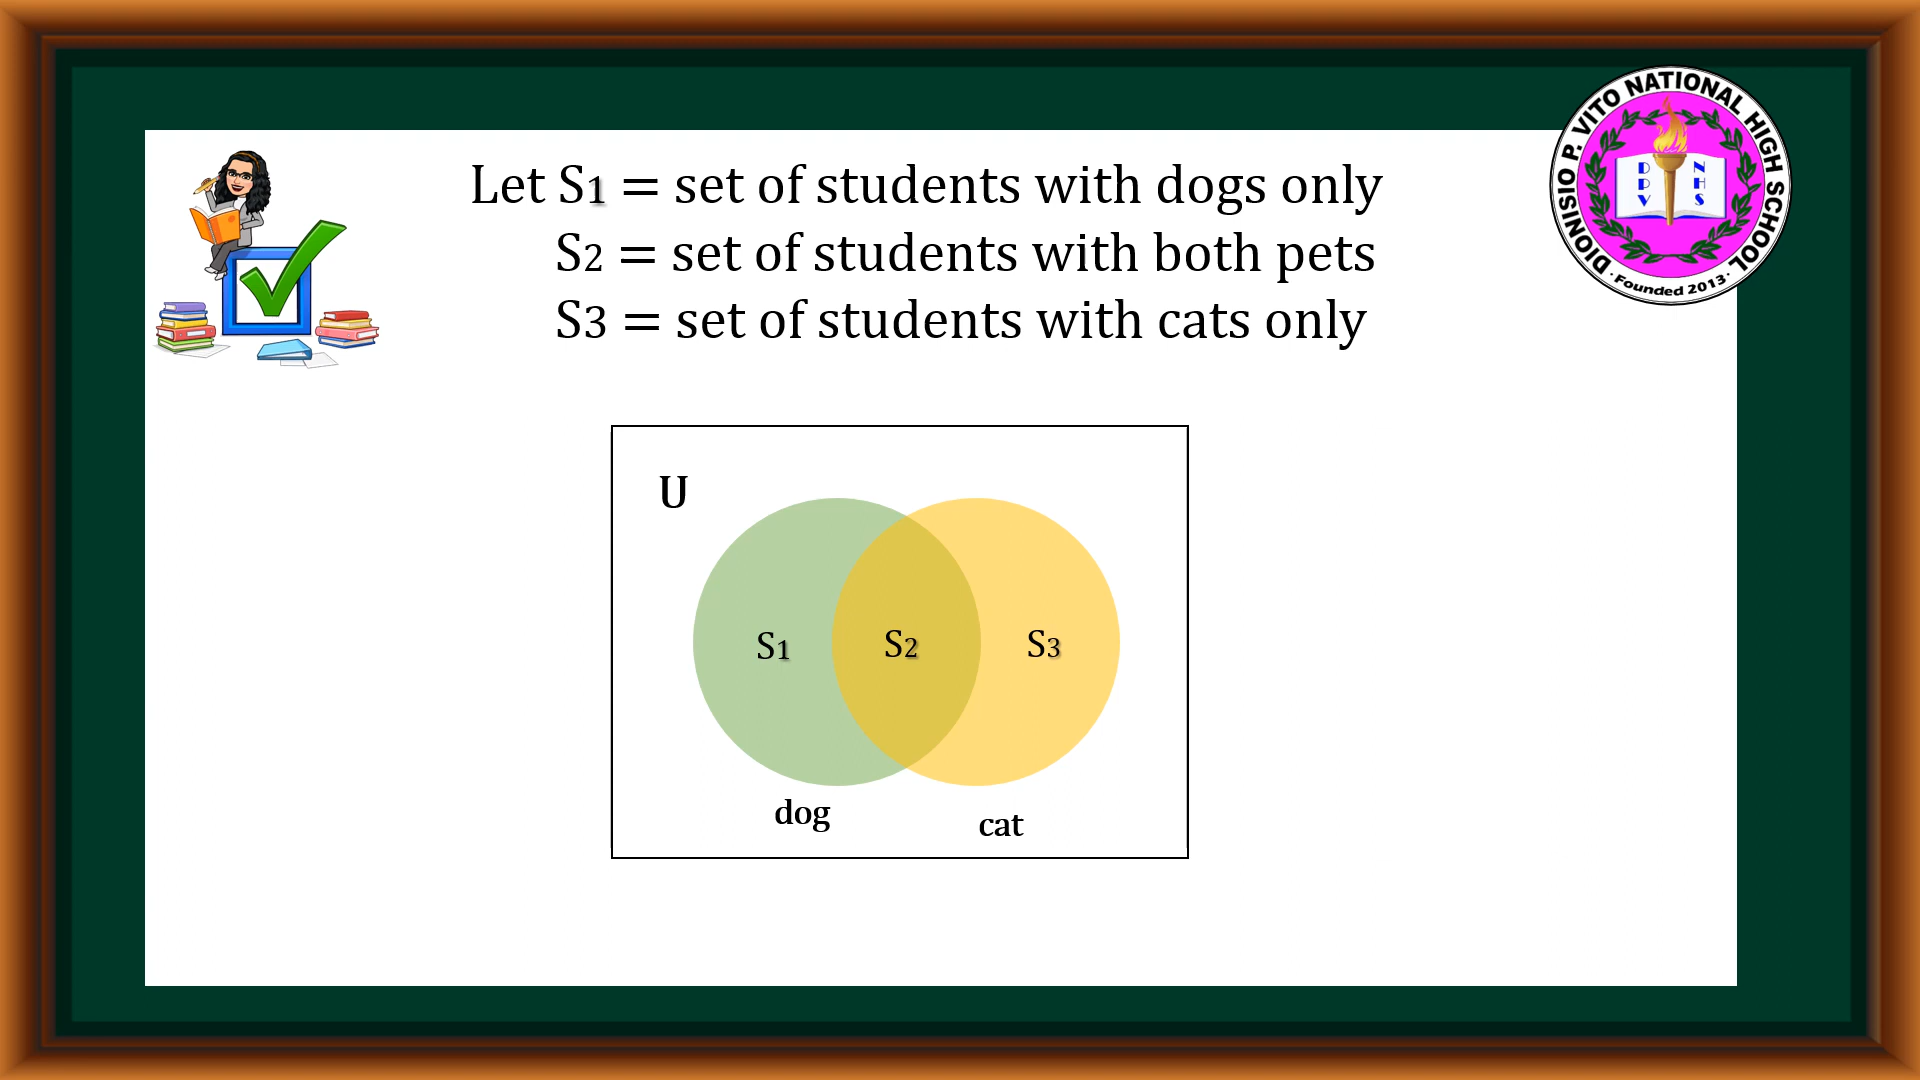 Let S1 = set of students with dogs only
S2 = set of students with both pets
S3 = set of students with cats only
DIONISIO P. VITO NATIONAL HIGH SCHOOL
D P V
N H S
· Founded 2013 ·
U
S1
S2
S3
dog
cat